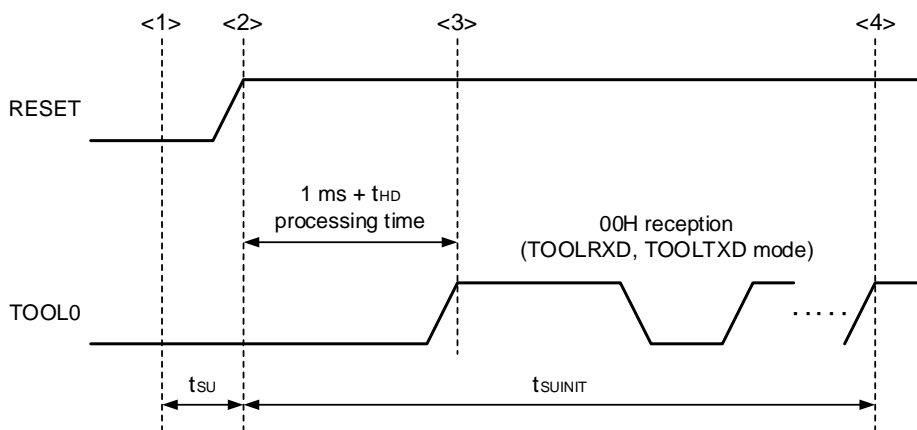 <1> <2> <3> <4>
RESET
1 ms + tHD
processing time
00H reception
(TOOLRXD, TOOLTXD mode)
TOOL0
.....
tSU
tSUINIT